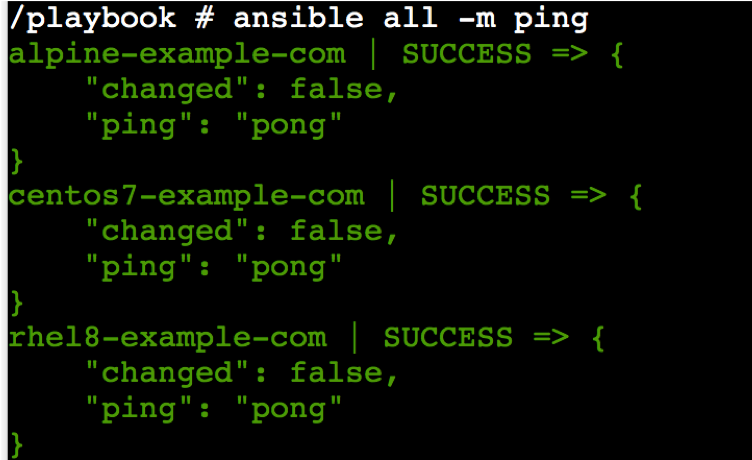 /playbook # ansible all -m ping
alpine-example-com | SUCCESS => {
    "changed": false,
    "ping": "pong"
}
centos7-example-com | SUCCESS => {
    "changed": false,
    "ping": "pong"
}
rhel8-example-com | SUCCESS => {
    "changed": false,
    "ping": "pong"
}